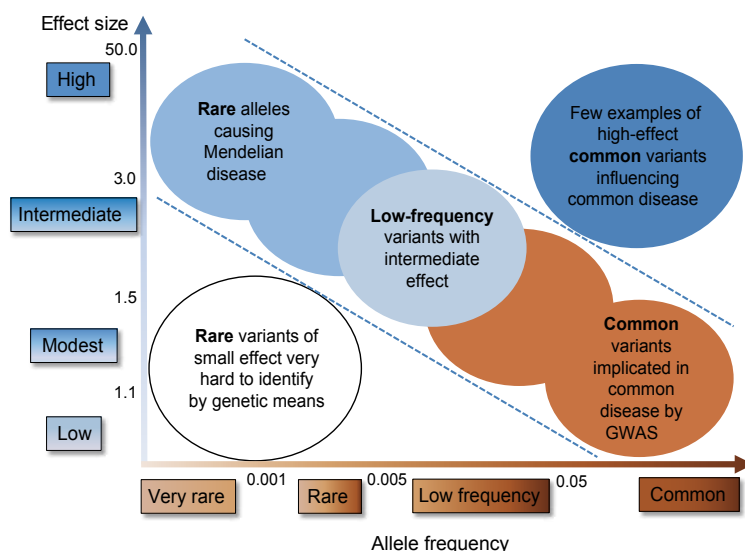 Effect size
50.0
High
3.0
Intermediate
1.5
Modest
1.1
Low
Rare alleles
causing
Mendelian
disease
Few examples of
high-effect
common variants
influencing
common disease
Low-frequency
variants with
intermediate
effect
Rare variants of
small effect very
hard to identify
by genetic means
Common
variants
implicated in
common
disease by
GWAS
Very rare
0.001
Rare
0.005
Low frequency
0.05
Common
Allele frequency